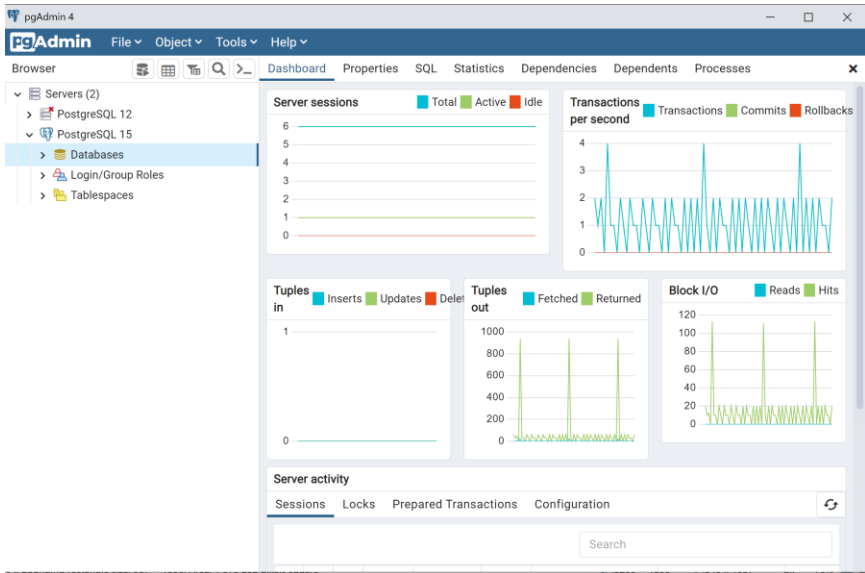 pgAdmin 4
pgAdmin File Object Tools Help
Browser
Dashboard Properties SQL Statistics Dependencies Dependents Processes
Servers (2)
PostgreSQL 12
PostgreSQL 15
Databases
Login/Group Roles
Tablespaces
Server sessions
Total Active Idle
6
5
4
3
2
1
0
Transactions per second
Transactions Commits Rollbacks
4
3
2
1
0
Tuples in
Inserts Updates
1
0
Tuples out
Fetched Returned
1000
800
600
400
200
0
Block I/O
Reads Hits
120
100
80
60
40
20
0
Server activity
Sessions Locks Prepared Transactions Configuration
Search